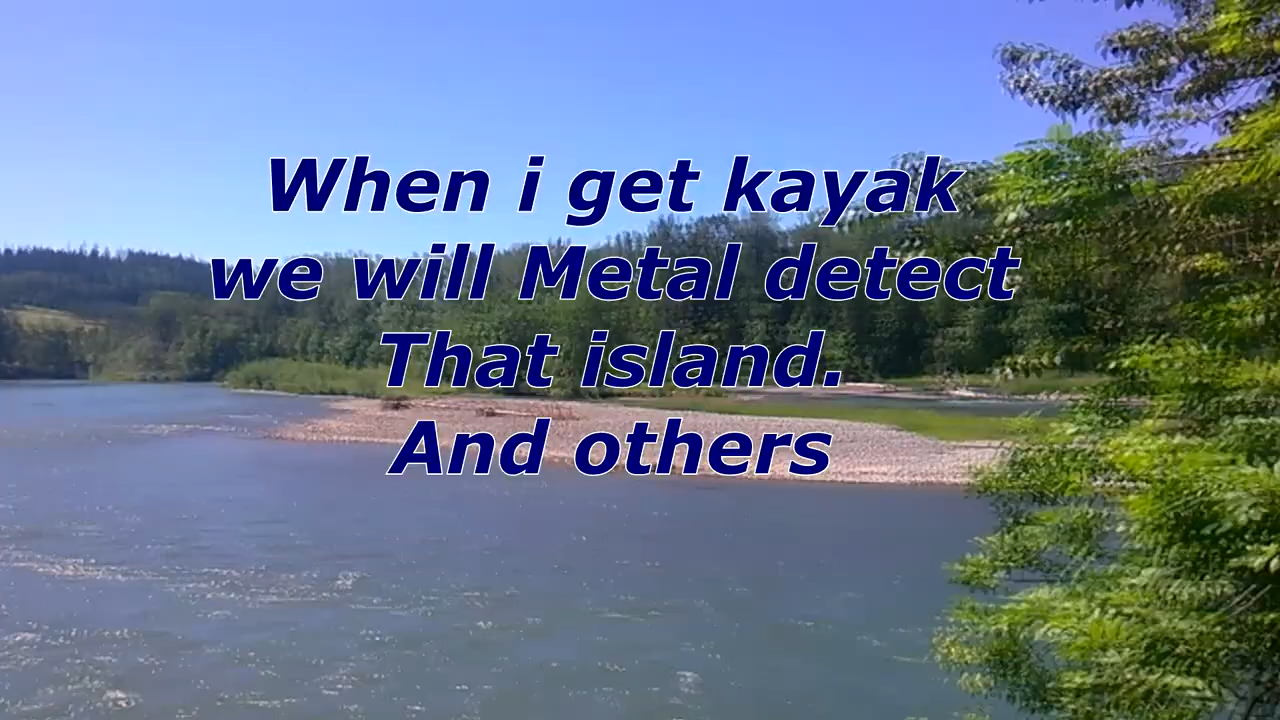 When i get kayak
we will Metal detect
That island.
And others